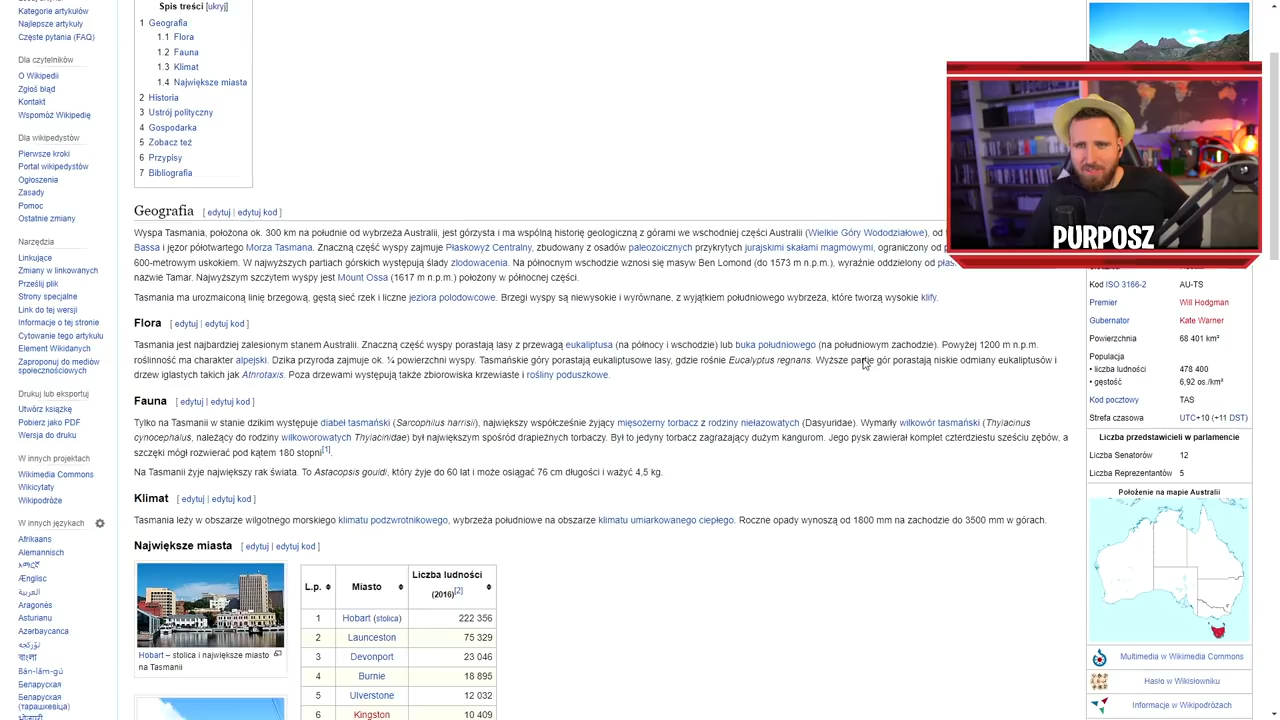 Kategorie artykułów
Najlepsze artykuły
Częste pytania (FAQ)
Dla czytelników
O Wikipedii
Zgłoś błąd
Kontakt
Wspomóż Wikipedię
Dla wikipedystów
Pierwsze kroki
Portal wikipedystów
Ogłoszenia
Zasady
Pomoc
Ostatnie zmiany
Narzędzia
Linkujące
Zmiany w linkowanych
Prześlij plik
Strony specjalne
Link do tej wersji
Informacje o tej stronie
Cytowanie tego artykułu
Element Wikidanych
Zaproponuj do mediów
społecznościowych
Drukuj lub eksportuj
Utwórz książkę
Pobierz jako PDF
Wersja do druku
W innych projektach
Wikimedia Commons
Wikicytaty
Wikipodróże
W innych językach
Afrikaans
Alemannisch
አማርኛ
Ænglisc
العربية
Aragonés
Asturianu
Azərbaycanca
تۆرکجه
বাংলা
Bân-lâm-gú
Беларуская
Беларуская
(тарашкевіца)
Spis treści [ukryj]
1 Geografia
1.1 Flora
1.2 Fauna
1.3 Klimat
1.4 Największe miasta
2 Historia
3 Ustrój polityczny
4 Gospodarka
5 Zobacz też
6 Przypisy
7 Bibliografia
Geografia [ edytuj | edytuj kod ]
Wyspa Tasmania, położona ok. 300 km na południe od wybrzeża Australii, jest górzysta i ma wspólną historię geologiczną z górami we wschodniej części Australii (Wielkie Góry Wododziałowe), od
Bassa i jęzor półotwartego Morza Tasmana. Znaczną część wyspy zajmuje Płaskowyż Centralny, zbudowany z osadów paleozoicznych przykrytych jurajskimi skałami magmowymi, ograniczony od
600-metrowym uskokiem. W najwyższych partiach górskich występują ślady zlodowacenia. Na północnym wschodzie wznosi się masyw Ben Lomond (do 1573 m n.p.m.), wyraźnie oddzielony od
nazwie Tamar. Najwyższym szczytem wyspy jest Mount Ossa (1617 m n.p.m.) położony w północnej części.
Tasmania ma urozmaiconą linię brzegową, gęstą sieć rzek i liczne jeziora polodowcowe. Brzegi wyspy są niewysokie i wyrównane, z wyjątkiem południowego wybrzeża, które tworzą wysokie klify.
Flora [ edytuj | edytuj kod ]
Tasmania jest najbardziej zalesionym stanem Australii. Znaczną część wyspy porastają lasy z przewagą eukaliptusa (na północy i wschodzie) lub buka południowego (na południowym zachodzie). Powyżej 1200 m n.p.m.
roślinność ma charakter alpejski. Dzika przyroda zajmuje ok. ¼ powierzchni wyspy. Tasmańskie góry porastają eukaliptusowe lasy, gdzie rośnie Eucalyptus regnans. Wyższe partie gór porastają niskie odmiany eukaliptusów i
drzew iglastych takich jak Athrotaxis. Poza drzewami występują także zbiorowiska krzewiaste i rośliny poduszkowe.
Fauna [ edytuj | edytuj kod ]
Tylko na Tasmanii w stanie dzikim występuje diabeł tasmański (Sarcophilus harrisii), największy współcześnie żyjący mięsożerny torbacz z rodziny niełazowatych (Dasyuridae). Wymarły wilkowór tasmański (Thylacinus
cynocephalus, należący do rodziny wilkoworowatych Thylacinidae) był największym spośród drapieżnych torbaczy. Był to jedyny torbacz zagrażający dużym kangurom. Jego pysk zawierał komplet czterdziestu sześciu zębów, a
szczęki mógł rozwierać pod kątem 180 stopni[1].
Na Tasmanii żyje największy rak świata. To Astacopsis gouldi, który żyje do 60 lat i może osiągać 76 cm długości i ważyć 4,5 kg.
Klimat [ edytuj | edytuj kod ]
Tasmania leży w obszarze wilgotnego morskiego klimatu podzwrotnikowego, wybrzeża południowe na obszarze klimatu umiarkowanego ciepłego. Roczne opady wynoszą od 1800 mm na zachodzie do 3500 mm w górach.
Największe miasta [ edytuj | edytuj kod ]
Hobart – stolica i największe miasto
na Tasmanii
L.p. Miasto Liczba ludności
(2016)[2]
1 Hobart (stolica) 222 356
2 Launceston 75 329
3 Devonport 23 046
4 Burnie 18 895
5 Ulverstone 12 032
6 Kingston 10 409
PURPOSZ
Kod ISO 3166-2 AU-TS
Premier Will Hodgman
Gubernator Kate Warner
Powierzchnia 68 401 km²
Populacja
• liczba ludności 478 400
• gęstość 6,92 os./km²
Kod pocztowy TAS
Strefa czasowa UTC+10 (+11 DST)
Liczba przedstawicieli w parlamencie
Liczba Senatorów 12
Liczba Reprezentantów 5
Położenie na mapie Australii
Multimedia w Wikimedia Commons
Hasło w Wikisłowniku
Informacje w Wikipodróżach